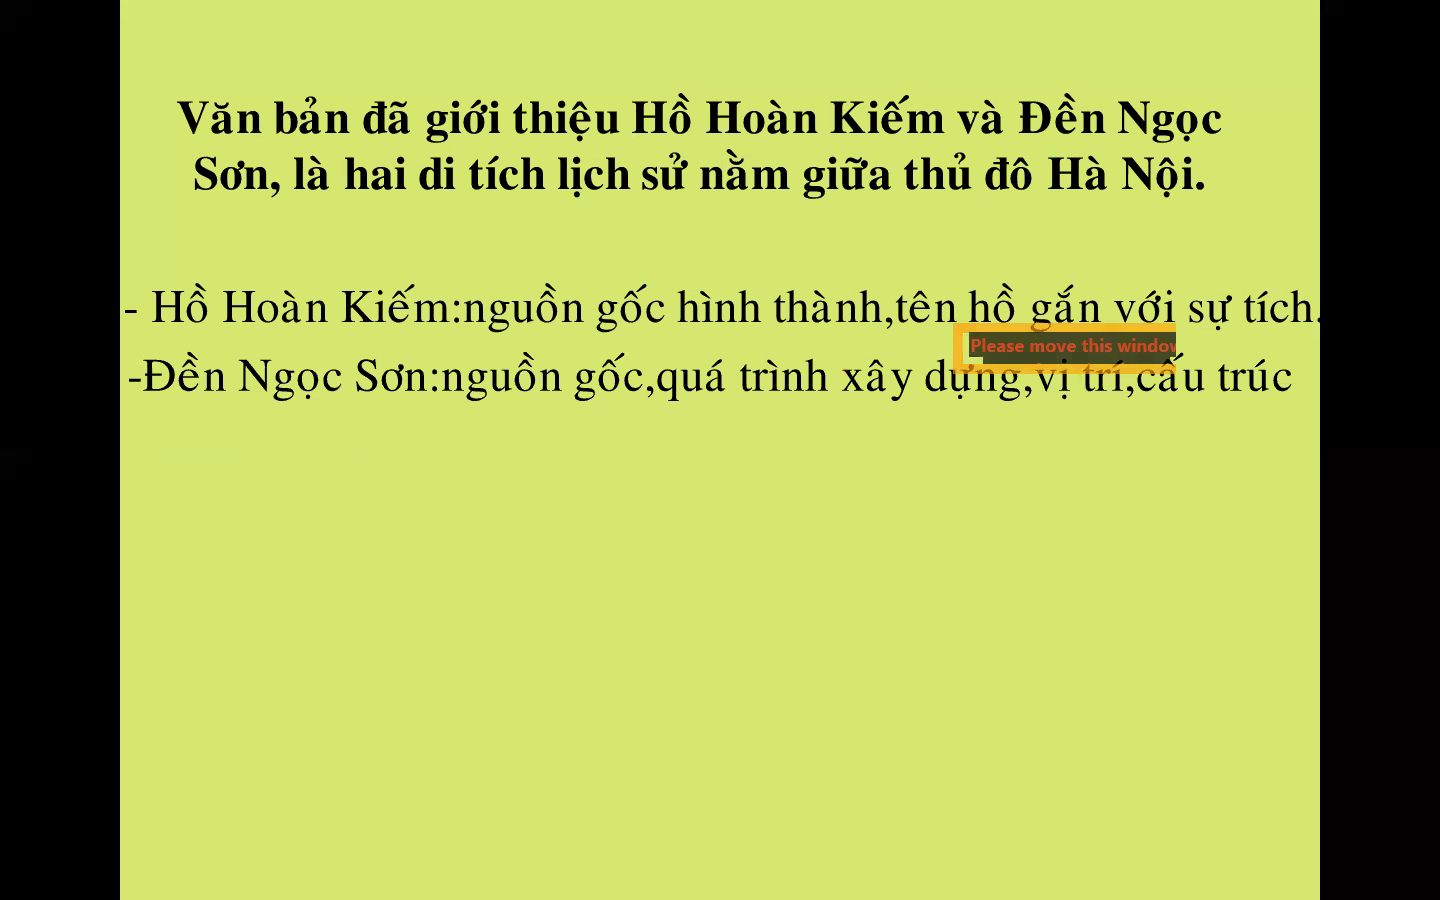 Văn bản đã giới thiệu Hồ Hoàn Kiếm và Đền Ngọc
Sơn, là hai di tích lịch sử nằm giữa thủ đô Hà Nội.
- Hồ Hoàn Kiếm:nguồn gốc hình thành,tên hồ gắn với sự tích.
Please move this window
-Đền Ngọc Sơn:nguồn gốc,quá trình xây dựng,vị trí,cấu trúc